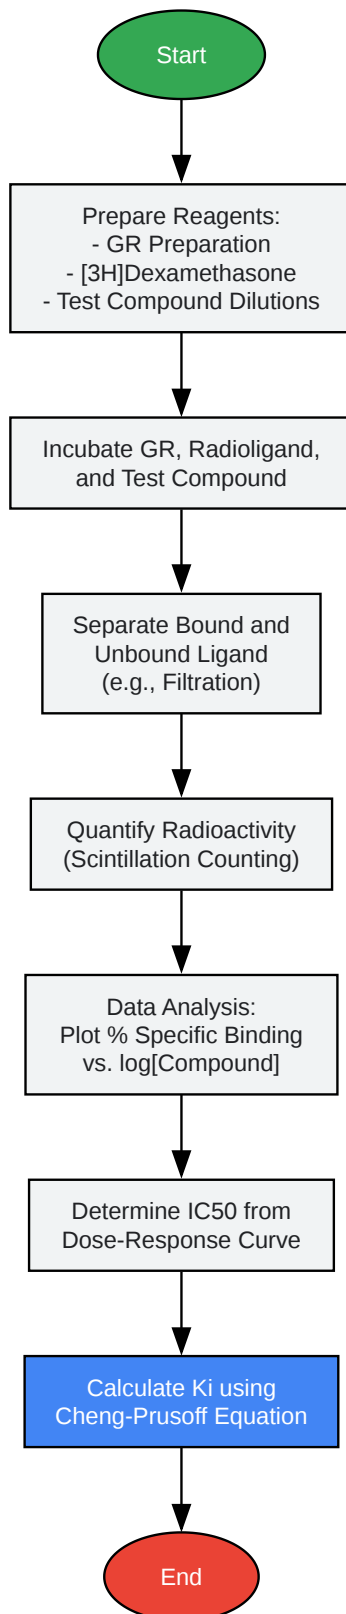 Start
Prepare Reagents:
- GR Preparation
- [3H]Dexamethasone
- Test Compound Dilutions
Incubate GR, Radioligand,
and Test Compound
Separate Bound and
Unbound Ligand
(e.g., Filtration)
Quantify Radioactivity
(Scintillation Counting)
Data Analysis:
Plot % Specific Binding
vs. log[Compound]
Determine IC50 from
Dose-Response Curve
Calculate Ki using
Cheng-Prusoff Equation
End